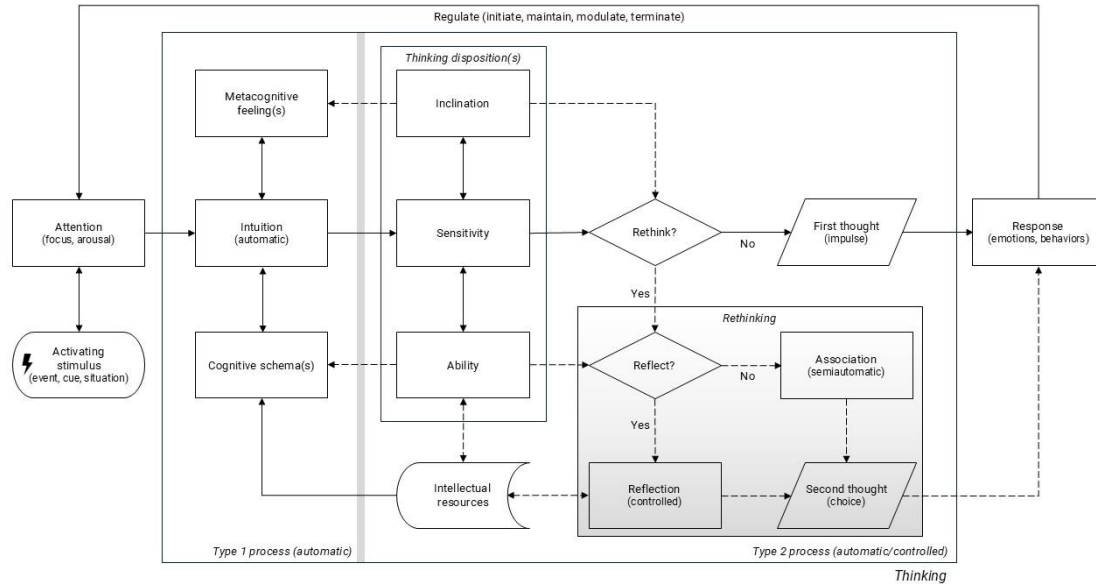 Regulate (initiate, maintain, modulate, terminate)
Thinking disposition(s)
Metacognitive
feeling(s)
Inclination
Attention
(focus, arousal)
Intuition
(automatic)
Sensitivity
Rethink?
No
First thought
(impulse)
Response
(emotions, behaviors)
Yes
Rethinking
Activating
stimulus
(event, cue, situation)
Cognitive schema(s)
Ability
Reflect?
No
Association
(semiautomatic)
Yes
Intellectual
resources
Reflection
(controlled)
Second thought
(choice)
Type 1 process (automatic)
Type 2 process (automatic/controlled)
Thinking